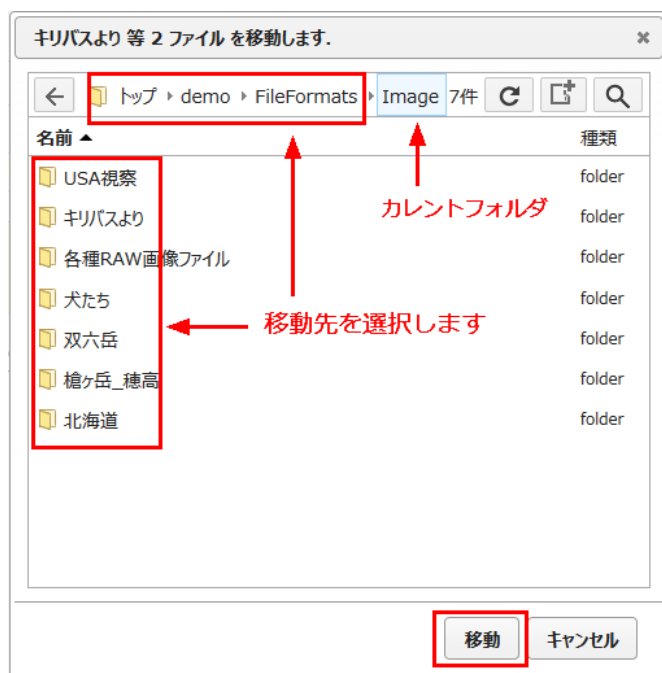 キリバスより 等 2 ファイル を移動します.
トップ demo FileFormats Image 7件
名前 種類
USA視察 folder
キリバスより folder
カレントフォルダ
各種RAW画像ファイル folder
犬たち folder
移動先を選択します
双六岳 folder
槍ヶ岳_穂高 folder
北海道 folder
移動 キャンセル